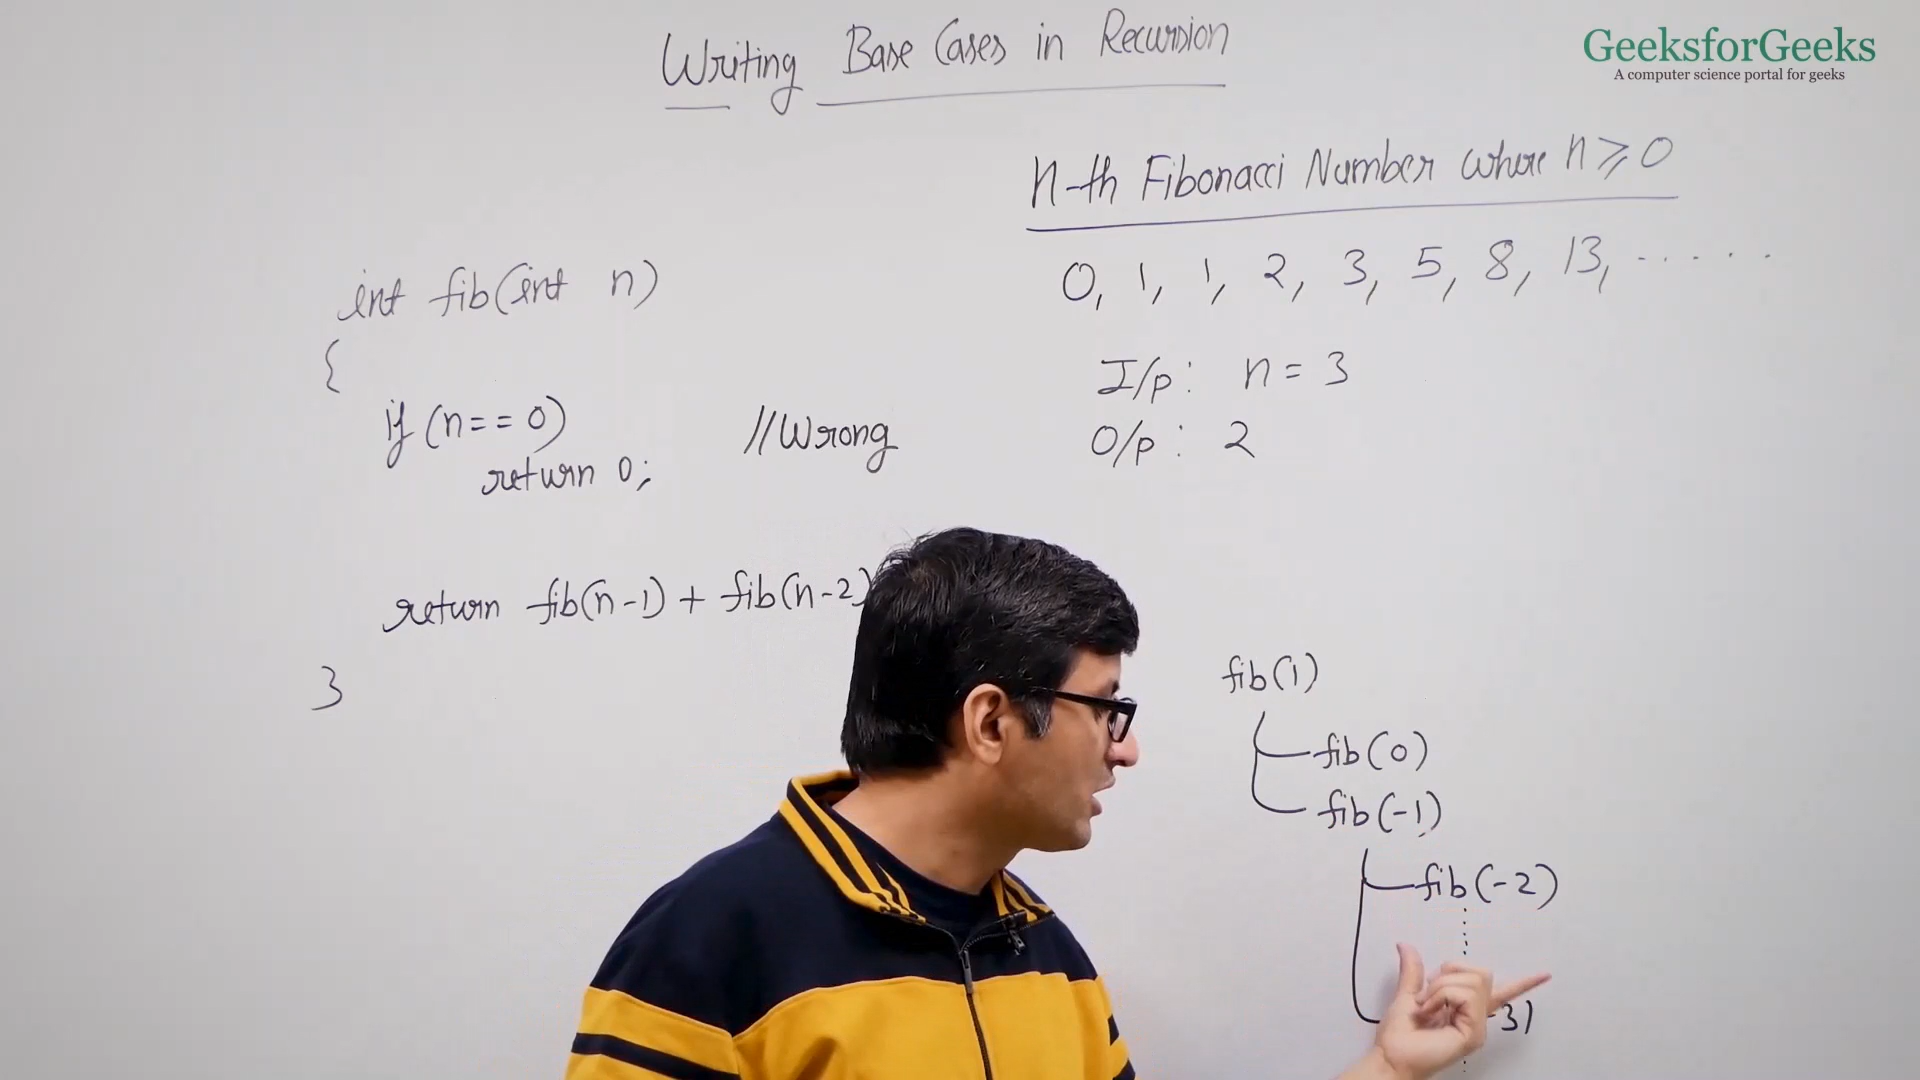 Writing Base Cases in Recursion
GeeksforGeeks
A computer science portal for geeks
n-th Fibonacci Number where n ⩾ 0
0, 1, 1, 2, 3, 5, 8, 13, ......
I/p: n = 3
O/p: 2
int fib(int n)
{
if (n == 0) //Wrong
return 0;
return fib(n-1) + fib(n-2)
}
fib(1)
fib(0)
fib(-1)
fib(-2)
-3)